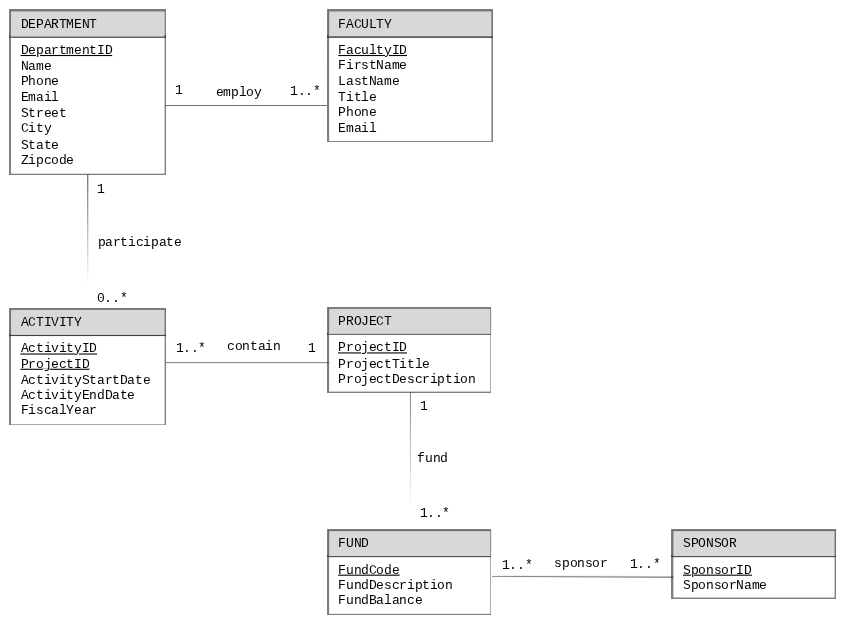 DEPARTMENT
DepartmentID
Name
Phone
Email
Street
City
State
Zipcode
1 employ 1..*
FACULTY
FacultyID
FirstName
LastName
Title
Phone
Email
1
participate
0..*
ACTIVITY
ActivityID
ProjectID
ActivityStartDate
ActivityEndDate
FiscalYear
1..* contain 1
PROJECT
ProjectID
ProjectTitle
ProjectDescription
1
fund
1..*
FUND
FundCode
FundDescription
FundBalance
1..* sponsor 1..*
SPONSOR
SponsorID
SponsorName